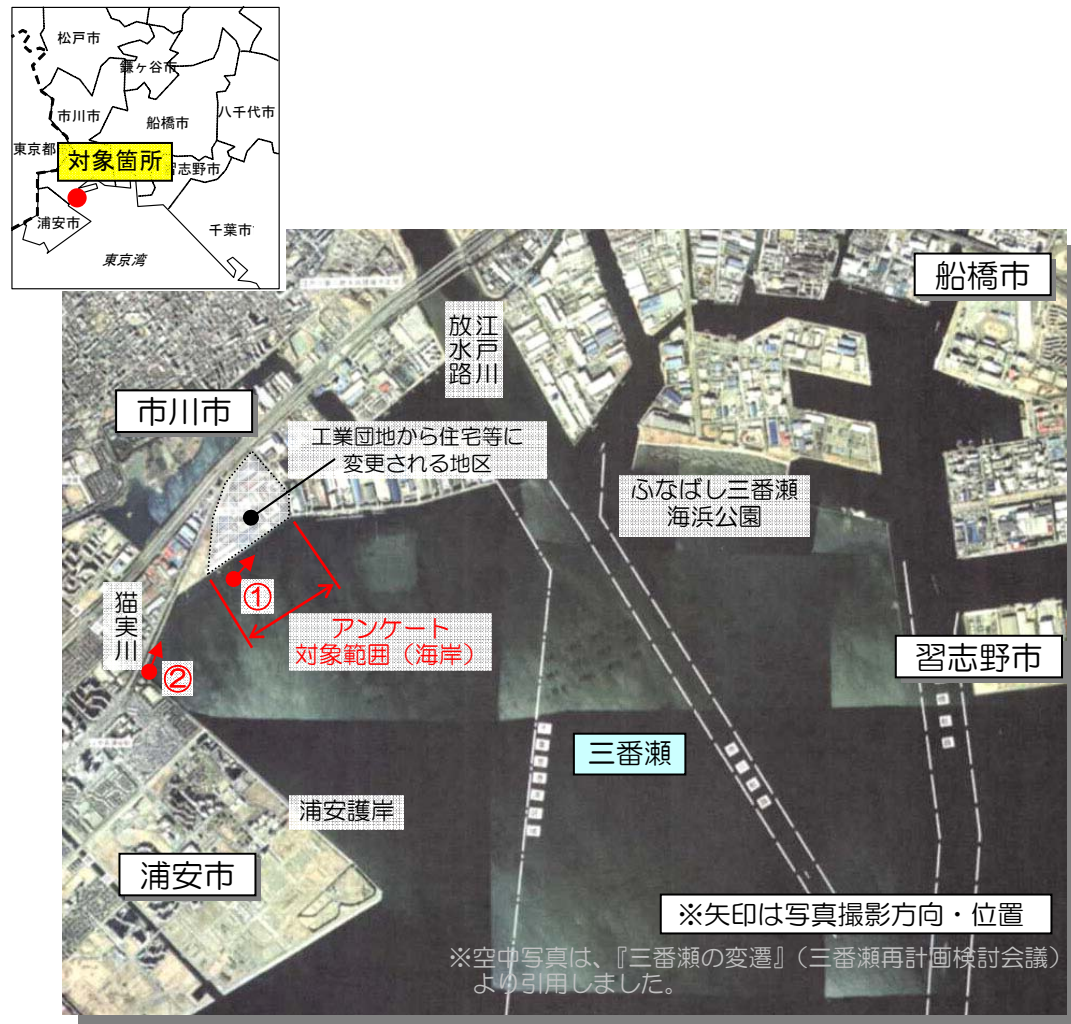 松戸市
鎌ヶ谷市
市川市
船橋市
八千代市
東京都
対象箇所
習志野市
浦安市
千葉市
東京湾
船橋市
江戸川
放水路
市川市
工業団地から住宅等に
変更される地区
ふなばし三番瀬
海浜公園
①
猫実川
アンケート
対象範囲（海岸）
②
習志野市
三番瀬
浦安護岸
浦安市
※矢印は写真撮影方向・位置
※空中写真は、『三番瀬の変遷』（三番瀬再計画検討会議）
より引用しました。